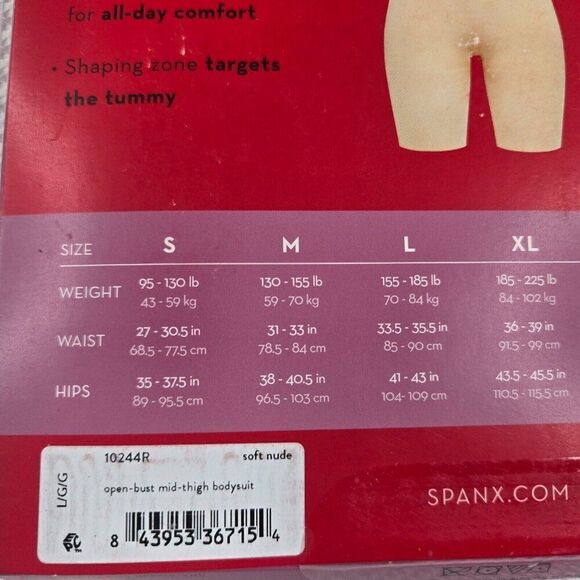 for all-day comfort
• Shaping zone targets
the tummy
SIZE S M L XL
WEIGHT 95 - 130 lb 130 - 155 lb 155 - 185 lb 185 - 225 lb
43 - 59 kg 59 - 70 kg 70 - 84 kg 84 - 102 kg
WAIST 27 - 30.5 in 31 - 33 in 33.5 - 35.5 in 36 - 39 in
68.5 - 77.5 cm 78.5 - 84 cm 85 - 90 cm 91.5 - 99 cm
HIPS 35 - 37.5 in 38 - 40.5 in 41 - 43 in 43.5 - 45.5 in
89 - 95.5 cm 96.5 - 103 cm 104- 109 cm 110.5 - 115.5 cm
L/G/G
10244R soft nude
open-bust mid-thigh bodysuit
8 43953 36715 4
SPANX.COM